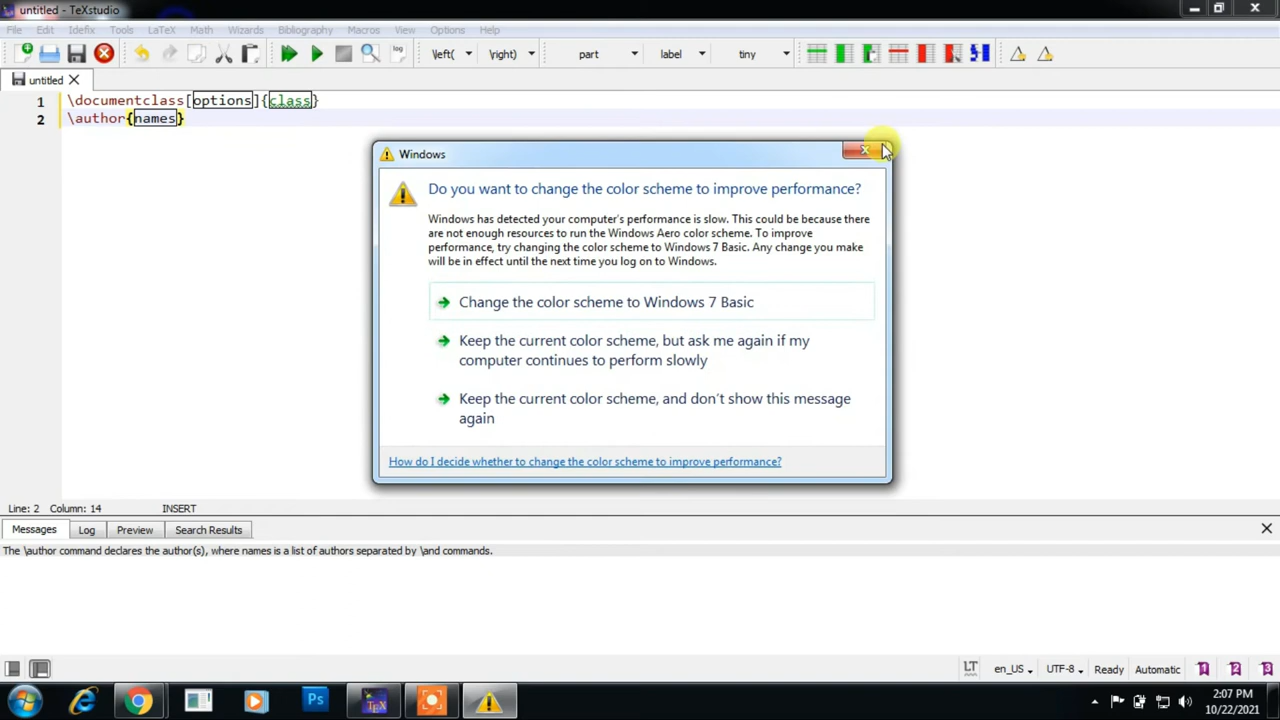 untitled - TeXstudio
File Edit Idefix Tools LaTeX Math Wizards Bibliography Macros View Options Help
log \left( \right) part label tiny
untitled
1 \documentclass[options]{class}
2 \author{names}
Windows
Do you want to change the color scheme to improve performance?
Windows has detected your computer's performance is slow. This could be because there
are not enough resources to run the Windows Aero color scheme. To improve
performance, try changing the color scheme to Windows 7 Basic. Any change you make
will be in effect until the next time you log on to Windows.
Change the color scheme to Windows 7 Basic
Keep the current color scheme, but ask me again if my
computer continues to perform slowly
Keep the current color scheme, and don't show this message
again
How do I decide whether to change the color scheme to improve performance?
Line: 2 Column: 14 INSERT
Messages Log Preview Search Results
The \author command declares the author(s), where names is a list of authors separated by \and commands.
LT en_US UTF-8 Ready Automatic 1 2 3
Ps TEX 2:07 PM
10/22/2021